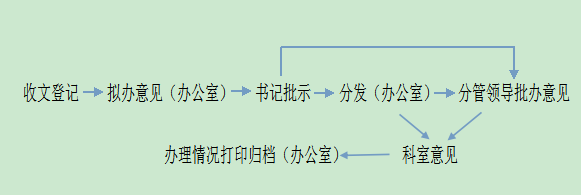 收文登记 拟办意见（办公室） 书记批示 分发（办公室） 分管领导批办意见
办理情况打印归档（办公室） 科室意见